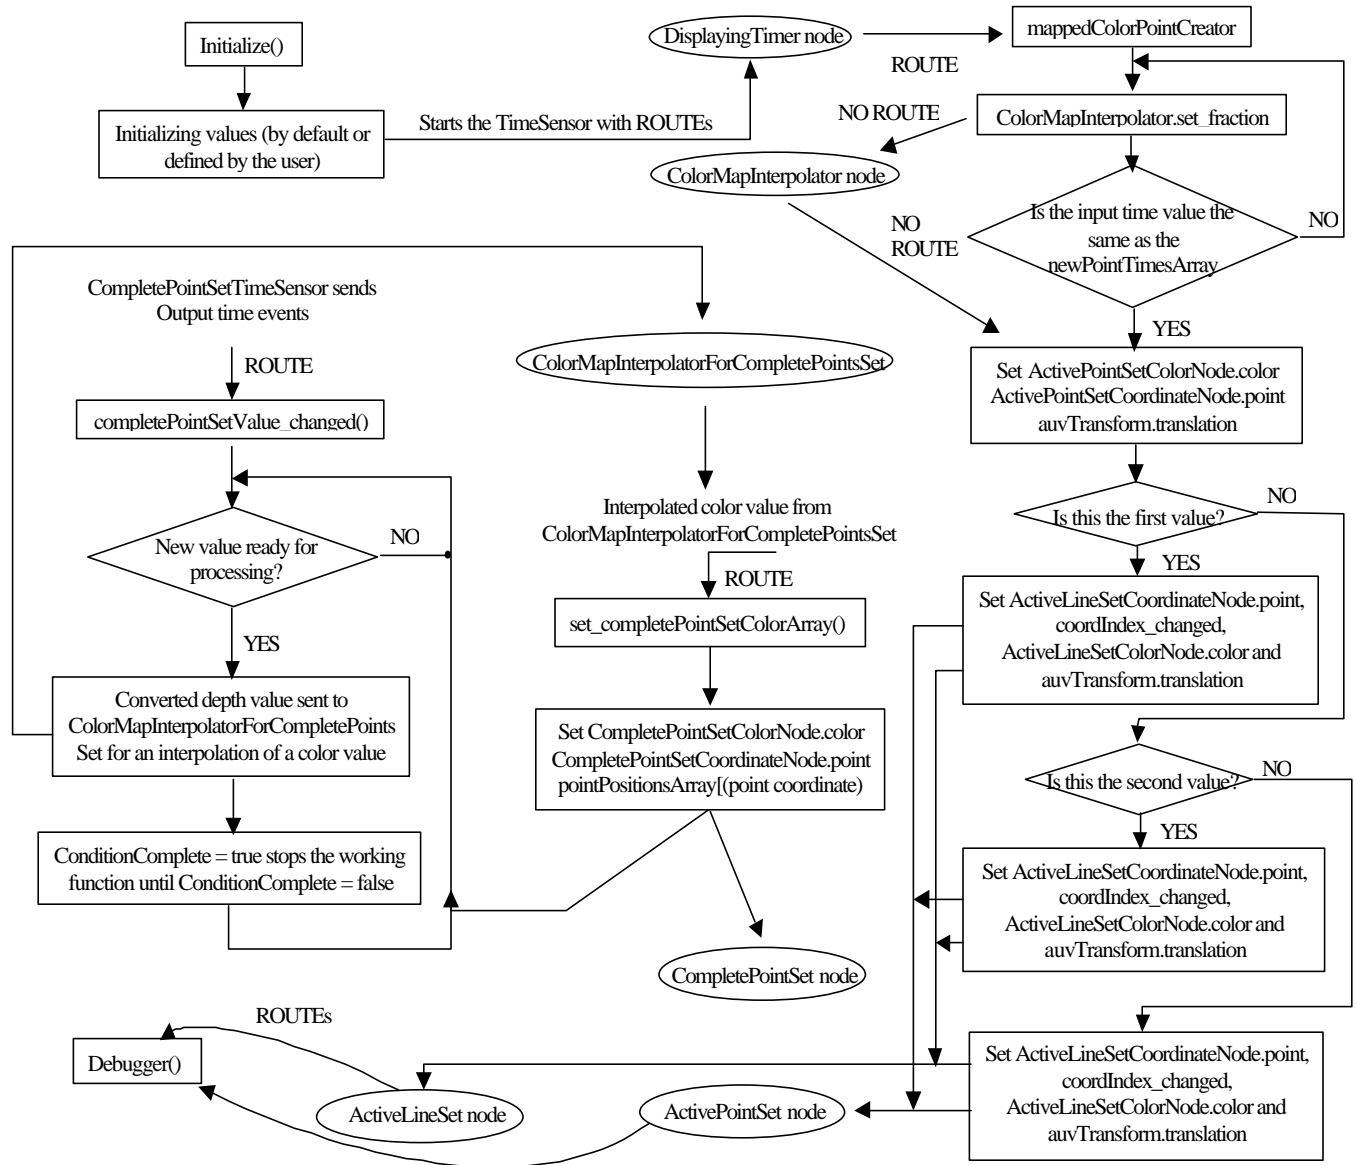 Initialize()
Initializing values (by default or
defined by the user)
Starts the TimeSensor with ROUTEs
DisplayingTimer node
ROUTE
mappedColorPointCreator
NO ROUTE
ColorMapInterpolator.set_fraction
ColorMapInterpolator node
NO
ROUTE
Is the input time value the
same as the
newPointTimesArray
NO
YES
Set ActivePointSetColorNode.color
ActivePointSetCoordinateNode.point
auvTransform.translation
Is this the first value?
NO
YES
Set ActiveLineSetCoordinateNode.point,
coordIndex_changed,
ActiveLineSetColorNode.color and
auvTransform.translation
Is this the second value?
NO
YES
Set ActiveLineSetCoordinateNode.point,
coordIndex_changed,
ActiveLineSetColorNode.color and
auvTransform.translation
Set ActiveLineSetCoordinateNode.point,
coordIndex_changed,
ActiveLineSetColorNode.color and
auvTransform.translation
CompletePointSetTimeSensor sends
Output time events
ROUTE
completePointSetValue_changed()
New value ready for
processing?
NO
YES
Converted depth value sent to
ColorMapInterpolatorForCompletePoints
Set for an interpolation of a color value
ConditionComplete = true stops the working
function until ConditionComplete = false
ColorMapInterpolatorForCompletePointsSet
Interpolated color value from
ColorMapInterpolatorForCompletePointsSet
ROUTE
set_completePointSetColorArray()
Set CompletePointSetColorNode.color
CompletePointSetCoordinateNode.point
pointPositionsArray[(point coordinate)
CompletePointSet node
ROUTEs
Debugger()
ActiveLineSet node
ActivePointSet node